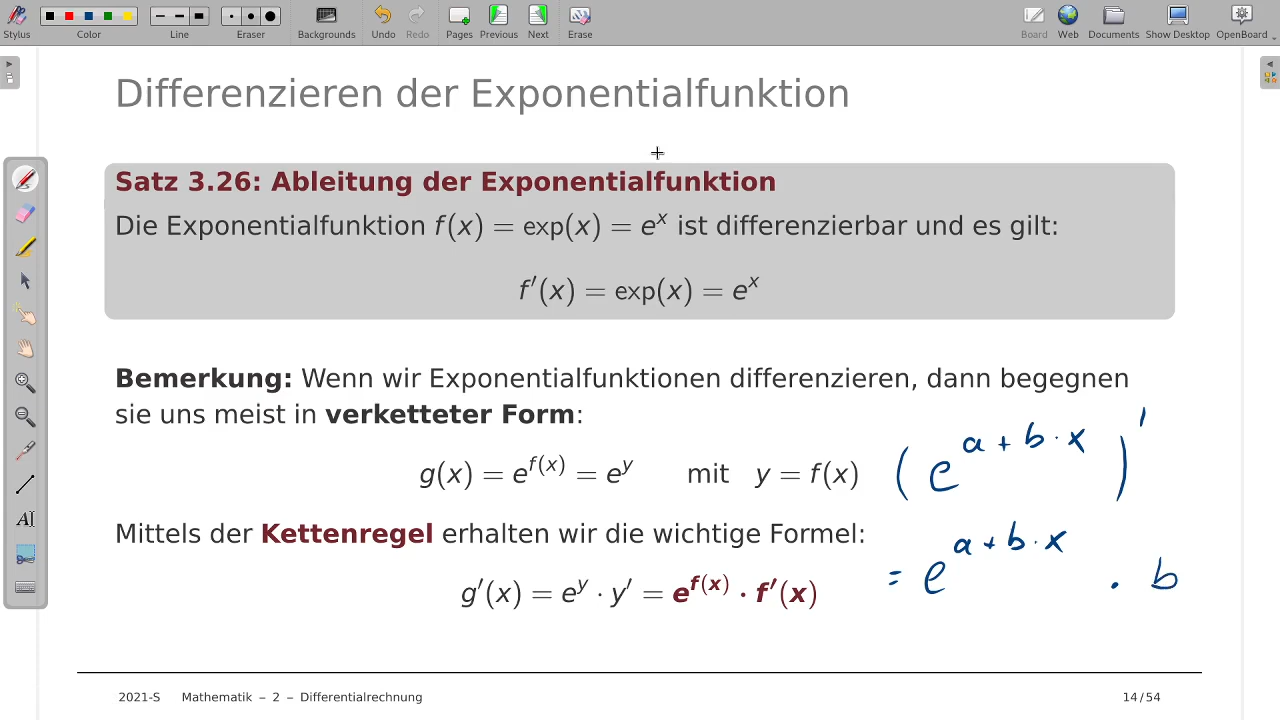 Stylus Color Line Eraser Backgrounds Undo Redo Pages Previous Next Erase Board Web Documents Show Desktop OpenBoard
Differenzieren der Exponentialfunktion
Satz 3.26: Ableitung der Exponentialfunktion
Die Exponentialfunktion f(x) = exp(x) = e^x ist differenzierbar und es gilt:
f′(x) = exp(x) = e^x
Bemerkung: Wenn wir Exponentialfunktionen differenzieren, dann begegnen
sie uns meist in verketteter Form:
g(x) = e^{f(x)} = e^y mit y = f(x) (e^{a+b·x})′
Mittels der Kettenregel erhalten wir die wichtige Formel:
g′(x) = e^y · y′ = e^{f(x)} · f′(x) = e^{a+b·x} · b
2021-S Mathematik – 2 – Differentialrechnung 14/54
AI